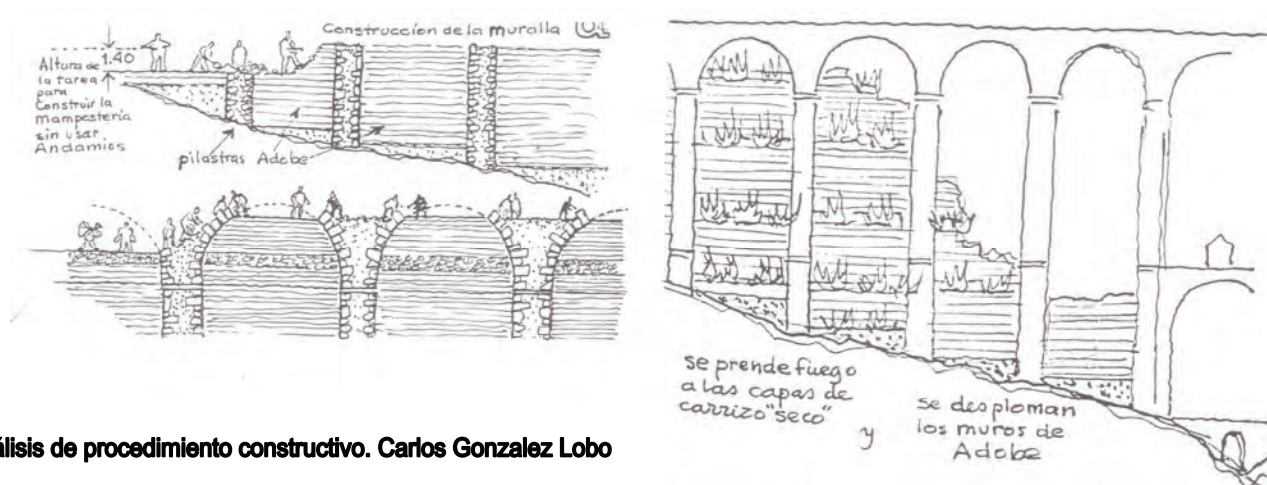 Construccion de la muralla
Altura de
1.40
la tarea
para
Construir la
Mampostería
sin usar
Andamios
pilastras Adobe
se prende fuego
a las capas de
carrizo "seco"
y
se desploman
los muros de
Adobe
álisis de procedimiento constructivo. Carlos Gonzalez Lobo